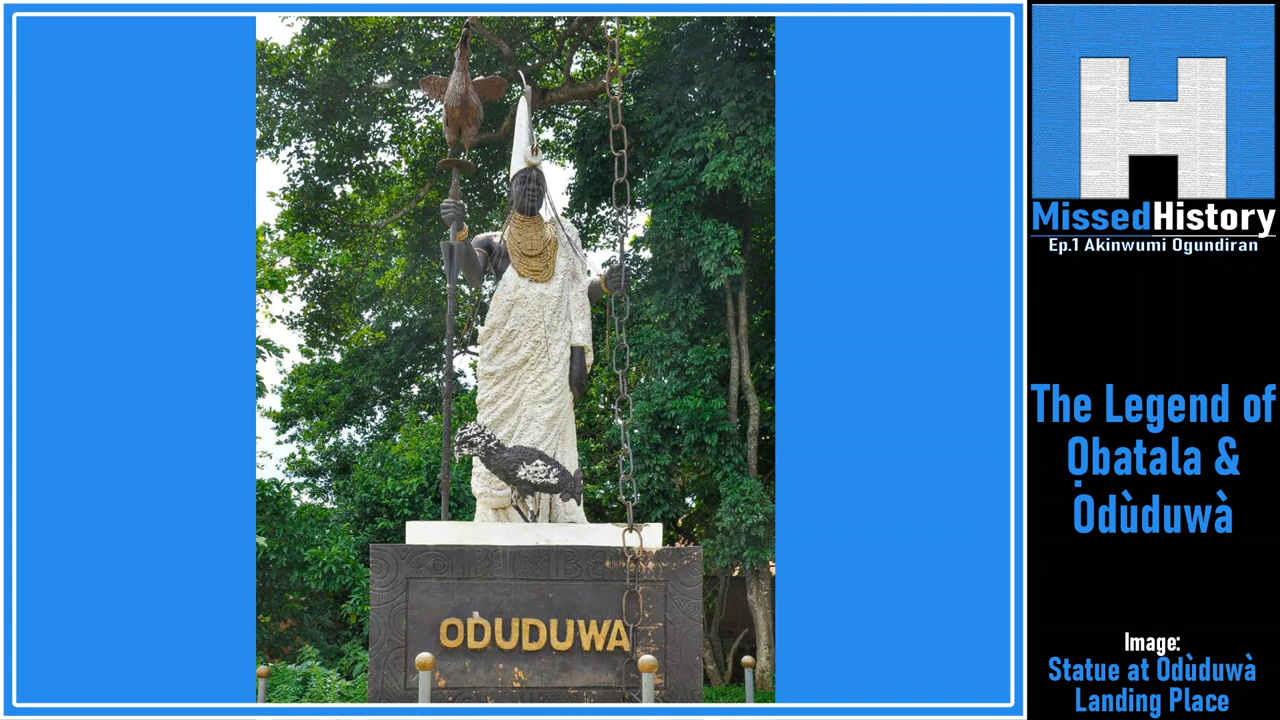 ODUDUWA
MissedHistory
Ep.1 Akinwumi Ogundiran
The Legend of
Ọbatala &
Odùduwà
Image:
Statue at Odùduwà
Landing Place